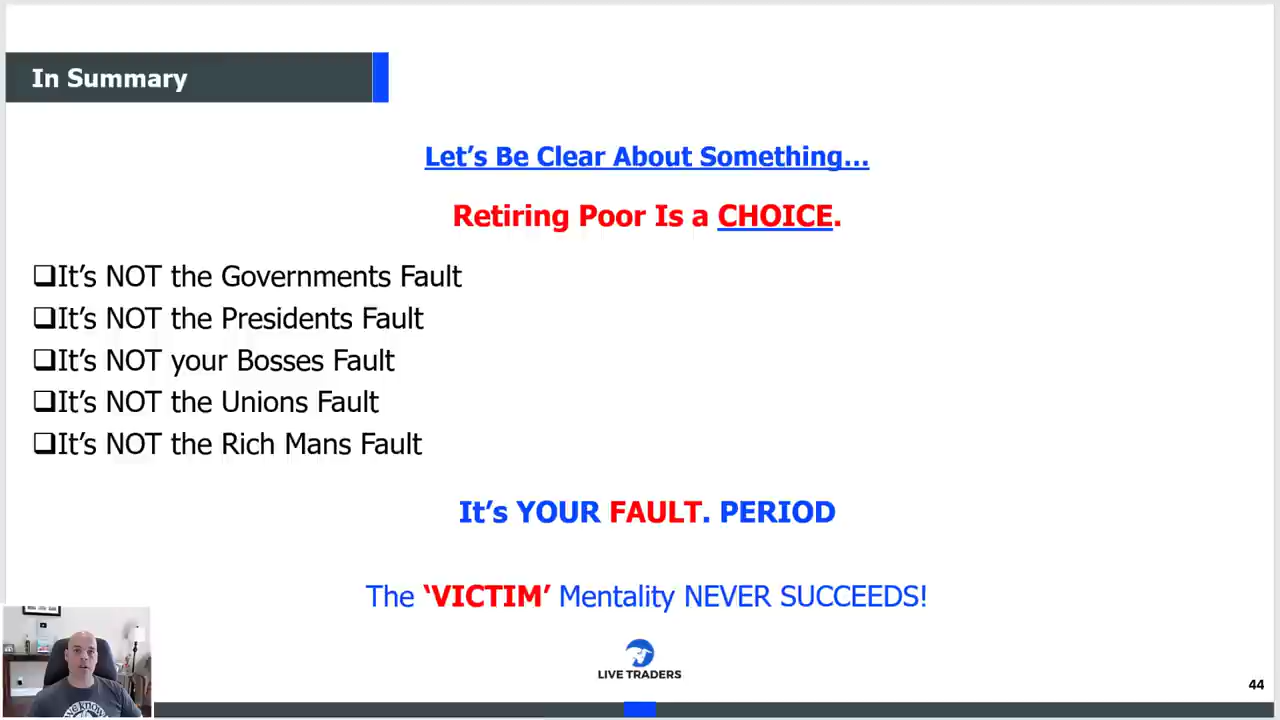 In Summary
Let's Be Clear About Something...
Retiring Poor Is a CHOICE.
❑It's NOT the Governments Fault
❑It's NOT the Presidents Fault
❑It's NOT your Bosses Fault
❑It's NOT the Unions Fault
❑It's NOT the Rich Mans Fault
It's YOUR FAULT. PERIOD
The ‘VICTIM’ Mentality NEVER SUCCEEDS!
LIVE TRADERS
44